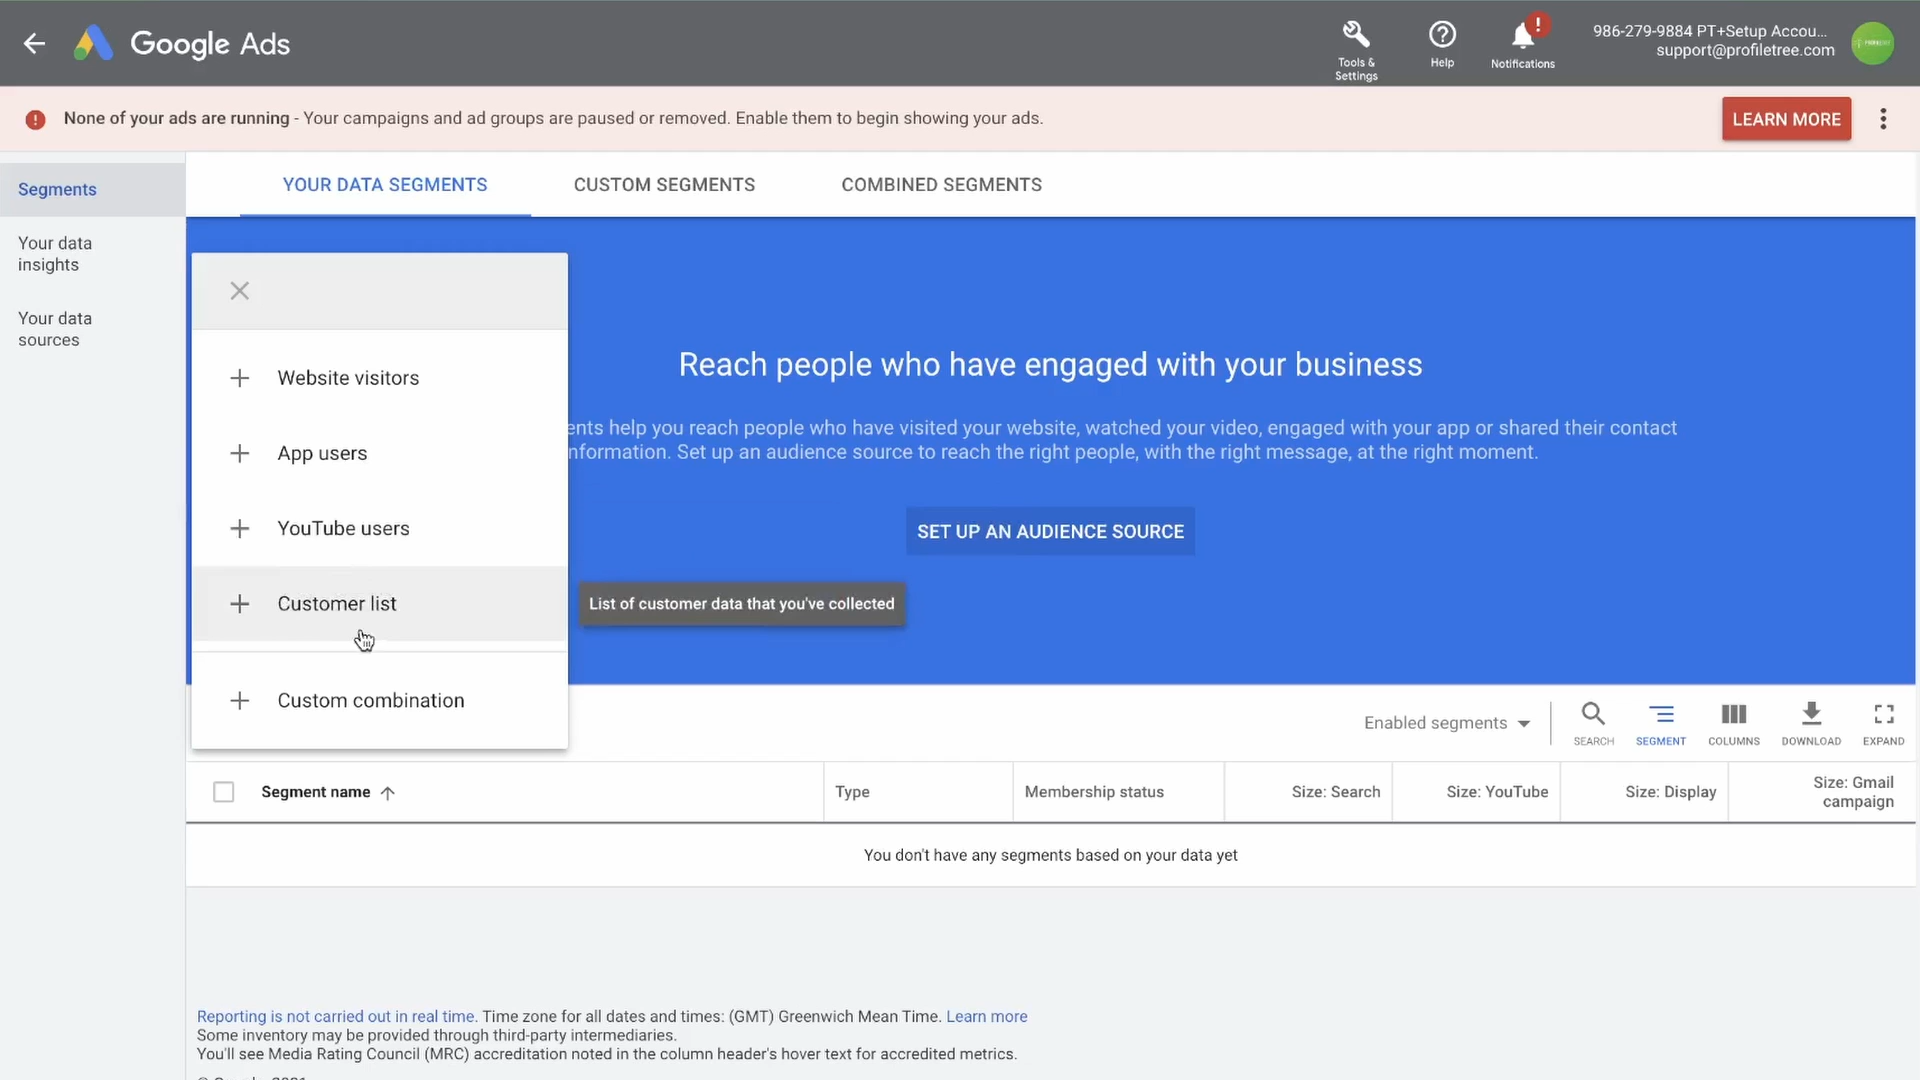 Google Ads
Tools &
Settings
Help
!
Notifications
986-279-9884 PT+Setup Accou...
support@profiletree.com
None of your ads are running - Your campaigns and ad groups are paused or removed. Enable them to begin showing your ads.
LEARN MORE
Segments
Your data
insights
Your data
sources
YOUR DATA SEGMENTS
CUSTOM SEGMENTS
COMBINED SEGMENTS
Website visitors
App users
YouTube users
Customer list
Custom combination
Reach people who have engaged with your business
ents help you reach people who have visited your website, watched your video, engaged with your app or shared their contact
nformation. Set up an audience source to reach the right people, with the right message, at the right moment.
SET UP AN AUDIENCE SOURCE
List of customer data that you've collected
Enabled segments
SEARCH
SEGMENT
COLUMNS
DOWNLOAD
EXPAND
Segment name
Type
Membership status
Size: Search
Size: YouTube
Size: Display
Size: Gmail
campaign
You don't have any segments based on your data yet
Reporting is not carried out in real time. Time zone for all dates and times: (GMT) Greenwich Mean Time. Learn more
Some inventory may be provided through third-party intermediaries.
You'll see Media Rating Council (MRC) accreditation noted in the column header's hover text for accredited metrics.